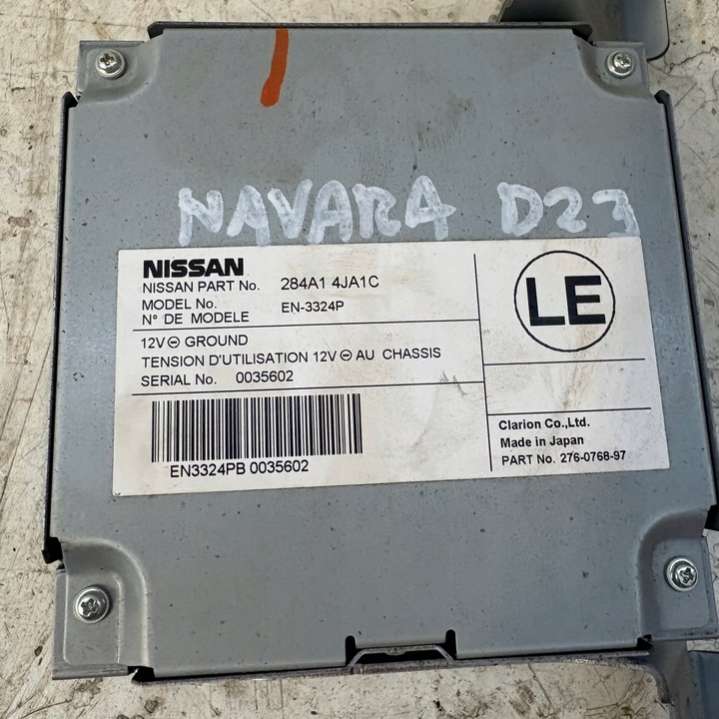 NAVARA D23
NISSAN
NISSAN PART No. 284A1 4JA1C
MODEL No. EN-3324P
N° DE MODELE
LE
12V ⊖ GROUND
TENSION D'UTILISATION 12V ⊖ AU CHASSIS
SERIAL No. 0035602
EN3324PB 0035602
Clarion Co.,Ltd.
Made in Japan
PART No. 276-0768-97